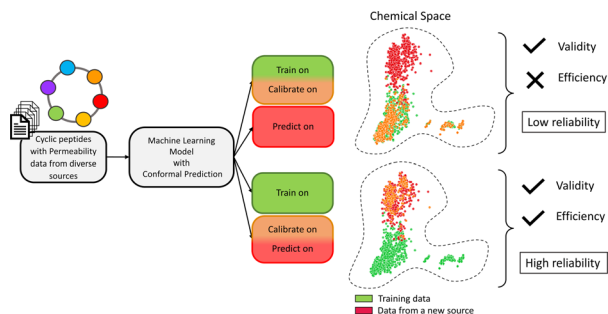 Chemical Space
Train on
Calibrate on
Predict on
Validity
Efficiency
Low reliability
Cyclic peptides
with Permeability
data from diverse
sources
Machine Learning
Model
with
Conformal Prediction
Train on
Calibrate on
Predict on
Validity
Efficiency
High reliability
Training data
Data from a new source